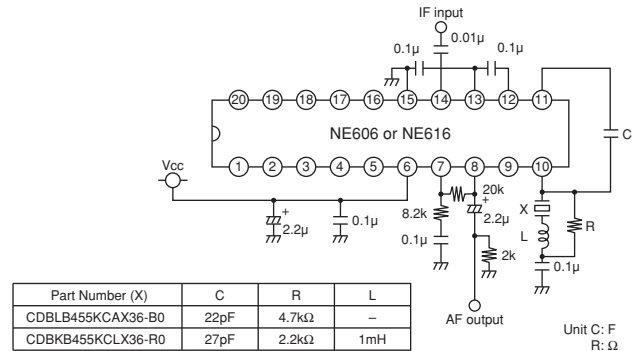 IF input
0.01μ
0.1μ
0.1μ
20 19 18 17 16 15 14 13 12 11
C
NE606 or NE616
1 2 3 4 5 6 7 8 9 10
Vcc
20k
+
2.2μ
0.1μ
8.2k
+
2.2μ
X
R
L
0.1μ
2k
0.1μ
AF output
Part Number (X) C R L
CDBLB455KCAX36-B0 22pF 4.7kΩ –
CDBKB455KCLX36-R0 27pF 2.2kΩ 1mH
Unit C: F
R: Ω